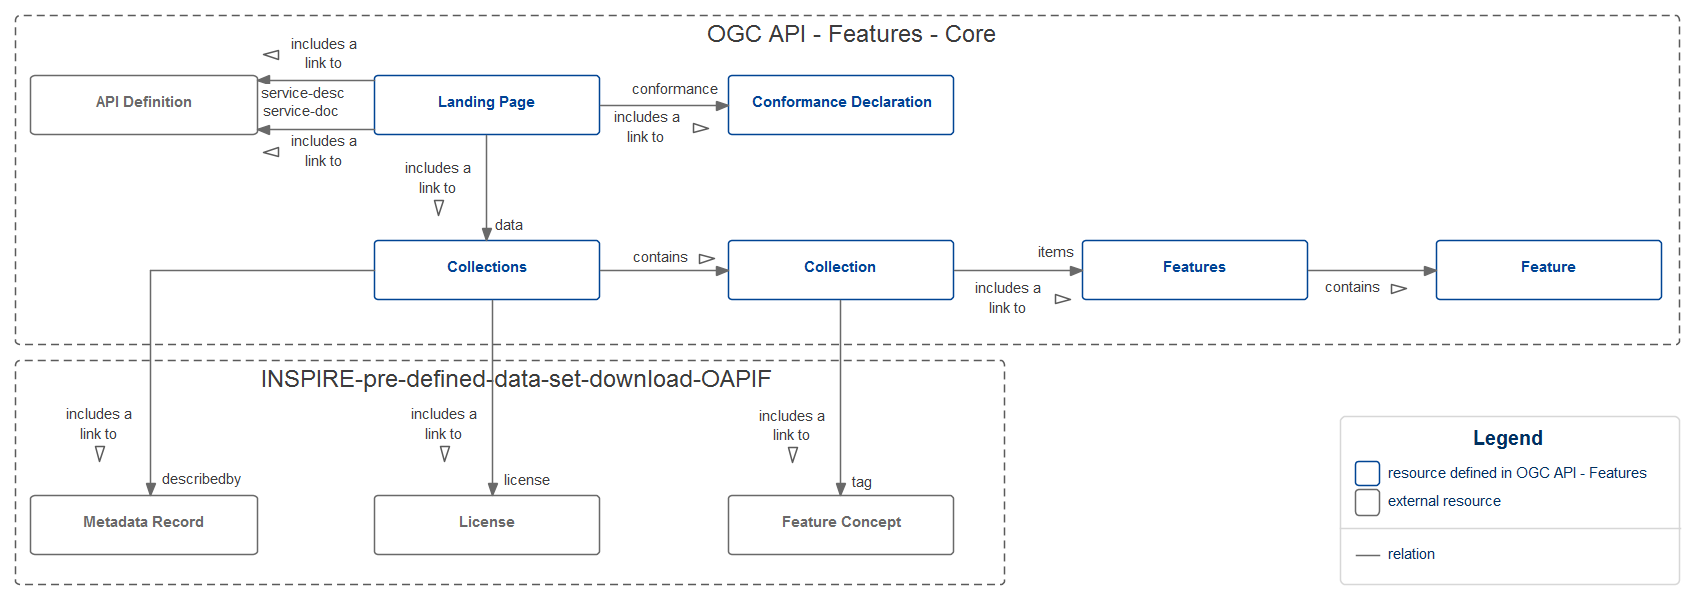 OGC API - Features - Core
includes a
link to
API Definition
service-desc
service-doc
Landing Page
conformance
Conformance Declaration
includes a
link to
includes a
link to
includes a
link to
data
Collections
contains
Collection
items
includes a
link to
Features
contains
Feature
INSPIRE-pre-defined-data-set-download-OAPIF
includes a
link to
describedby
includes a
link to
license
includes a
link to
tag
Metadata Record
License
Feature Concept
Legend
resource defined in OGC API - Features
external resource
relation